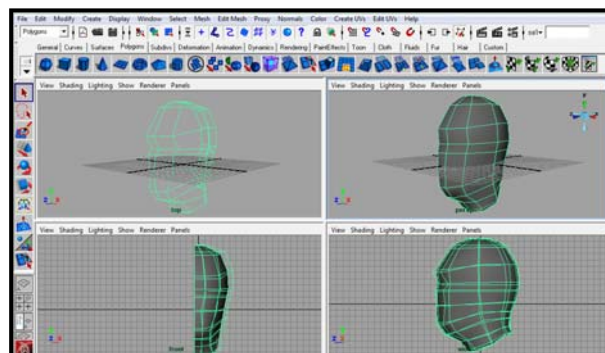 File Edit Modify Create Display Window Select Mesh Edit Mesh Proxy Normals Color Create UVs Edit UVs Help
Polygons
General Curves Surfaces Polygons Subdivs Deformation Animation Dynamics Rendering PaintEffects Toon Cloth Fluids Fur Hair Custom
View Shading Lighting Show Renderer Panels
View Shading Lighting Show Renderer Panels
top
persp
View Shading Lighting Show Renderer Panels
View Shading Lighting Show Renderer Panels
front